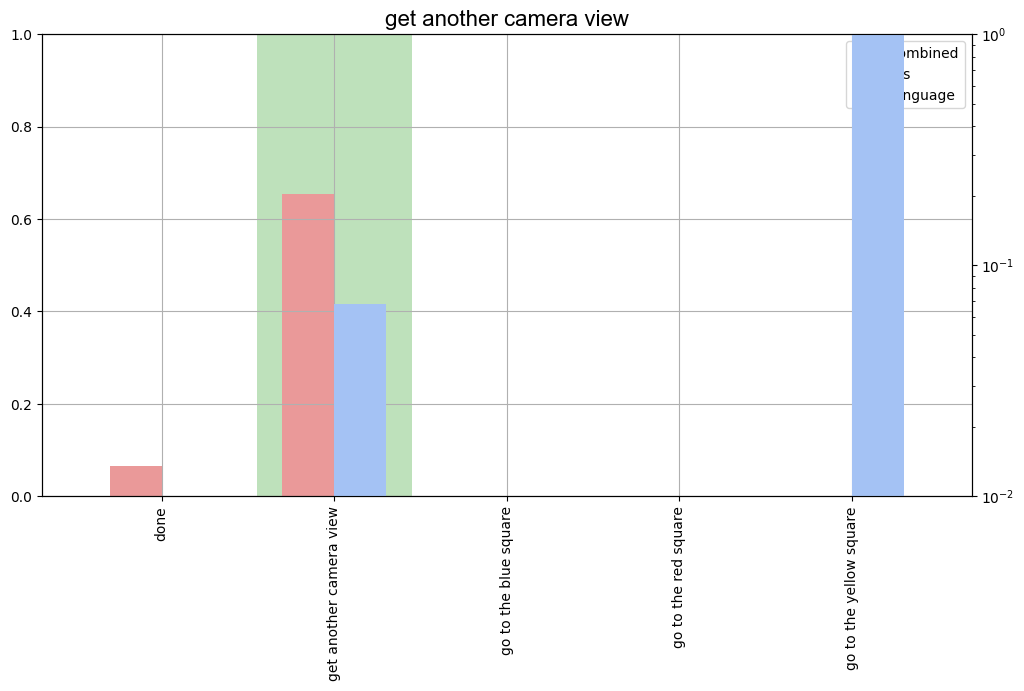 get another camera view
1.0
0.8
0.6
0.4
0.2
0.0
10^0
10^-1
10^-2
done
get another camera view
go to the blue square
go to the red square
go to the yellow square